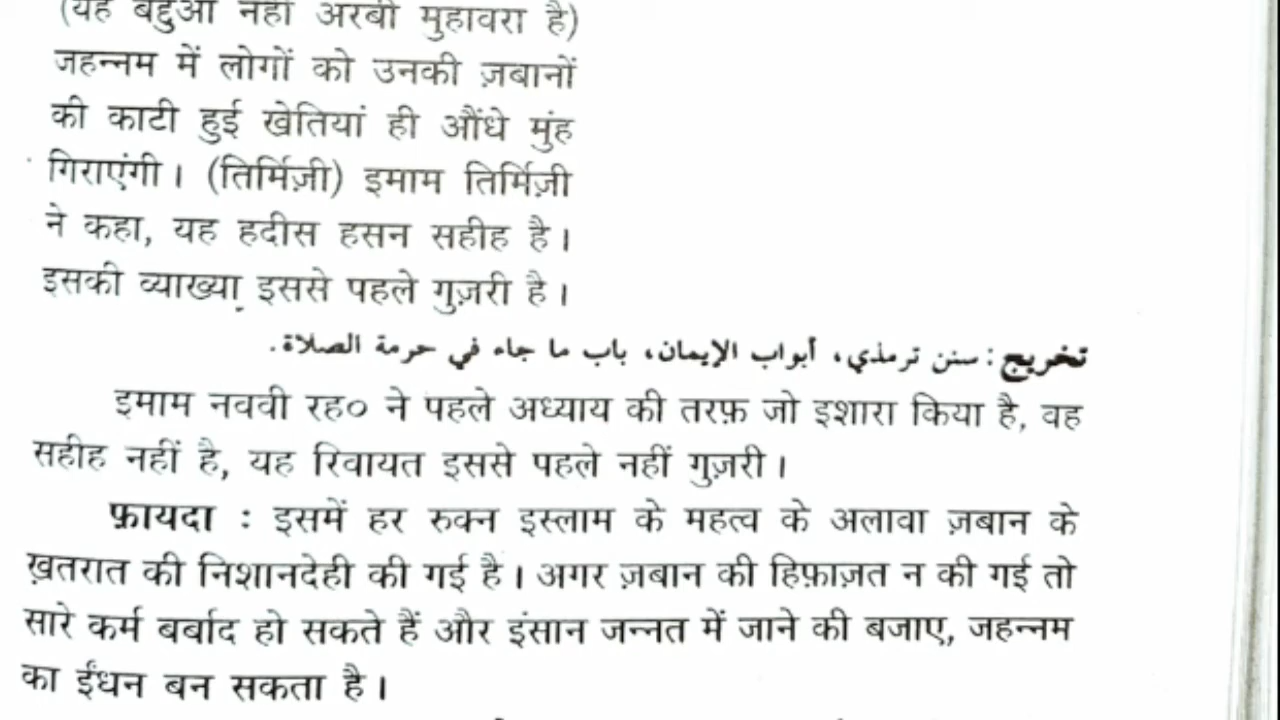 (यह बद्दुआ नहीं अरबी मुहावरा है)
जहन्नम में लोगों को उनकी ज़बानों
की काटी हुई खेतियां ही औंधे मुंह
गिराएंगी। (तिर्मिज़ी) इमाम तिर्मिज़ी
ने कहा, यह हदीस हसन सहीह है।
इसकी व्याख्या इससे पहले गुज़री है।
تخريج: سنن ترمذي، أبواب الإيمان، باب ما جاء في حرمة الصلاة.
इमाम नववी रह० ने पहले अध्याय की तरफ़ जो इशारा किया है, वह
सहीह नहीं है, यह रिवायत इससे पहले नहीं गुज़री।
फ़ायदा : इसमें हर रुक्न इस्लाम के महत्व के अलावा ज़बान के
ख़तरात की निशानदेही की गई है। अगर ज़बान की हिफ़ाज़त न की गई तो
सारे कर्म बर्बाद हो सकते हैं और इंसान जन्नत में जाने की बजाए, जहन्नम
का ईंधन बन सकता है।